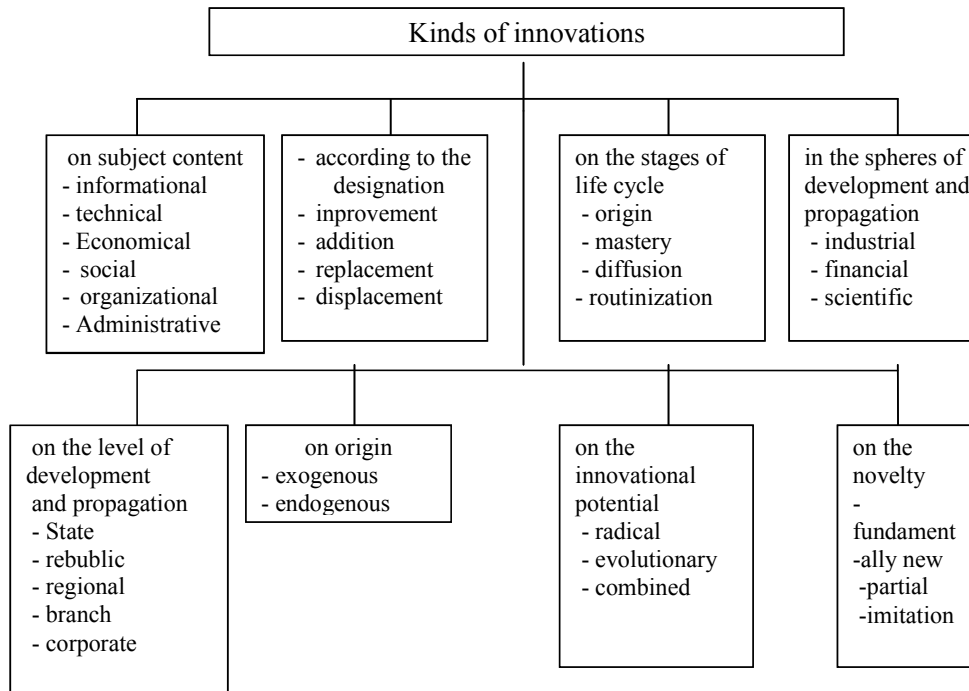 Kinds of innovations
on subject content
- informational
- technical
- Economical
- social
- organizational
- Administrative
- according to the
designation
- inprovement
- addition
- replacement
- displacement
on the stages of
life cycle
- origin
- mastery
- diffusion
- routinization
in the spheres of
development and
propagation
- industrial
- financial
- scientific
on the level of
development
and propagation
- State
- rebublic
- regional
- branch
- corporate
on origin
- exogenous
- endogenous
on the
innovational
potential
- radical
- evolutionary
- combined
on the
novelty
-
fundament
-ally new
-partial
-imitation